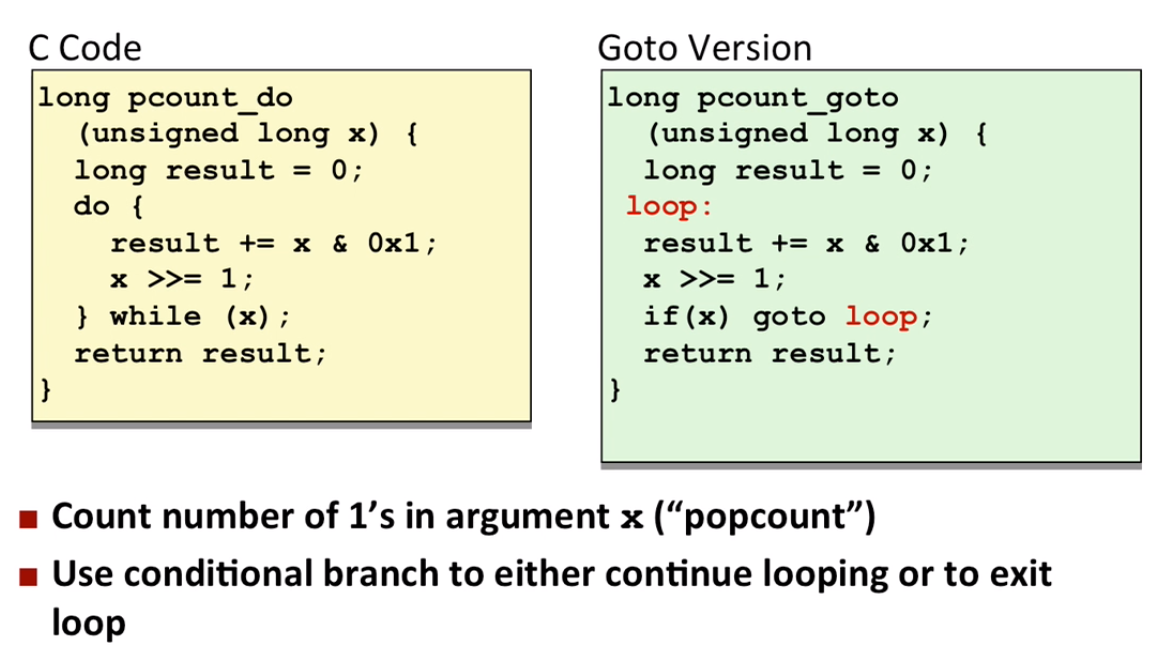 C Code
long pcount_do
(unsigned long x) {
long result = 0;
do {
result += x & 0x1;
x >>= 1;
} while (x);
return result;
}
Goto Version
long pcount_goto
(unsigned long x) {
long result = 0;
loop:
result += x & 0x1;
x >>= 1;
if(x) goto loop;
return result;
}
■ Count number of 1’s in argument x (“popcount”)
■ Use conditional branch to either continue looping or to exit
loop